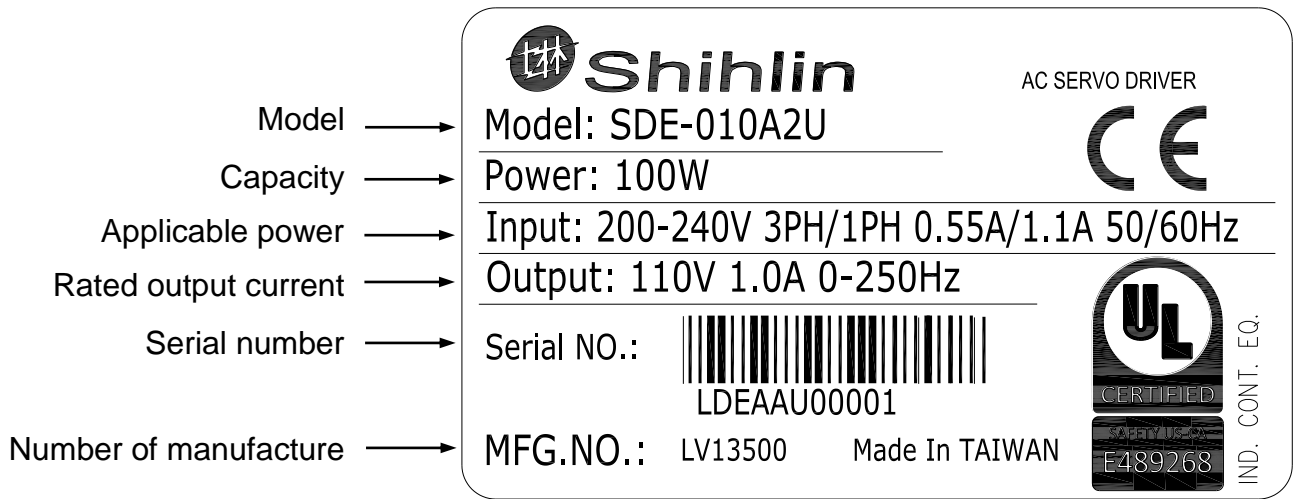 Shihlin
AC SERVO DRIVER
Model
Model: SDE-010A2U
CE
Capacity
Power: 100W
Applicable power
Input: 200-240V 3PH/1PH 0.55A/1.1A 50/60Hz
Rated output current
Output: 110V 1.0A 0-250Hz
Serial number
Serial NO.:
LDEAAU00001
UL
CERTIFIED
SAFETY US-CA
E489268
IND. CONT. EQ.
Number of manufacture
MFG.NO.: LV13500 Made In TAIWAN